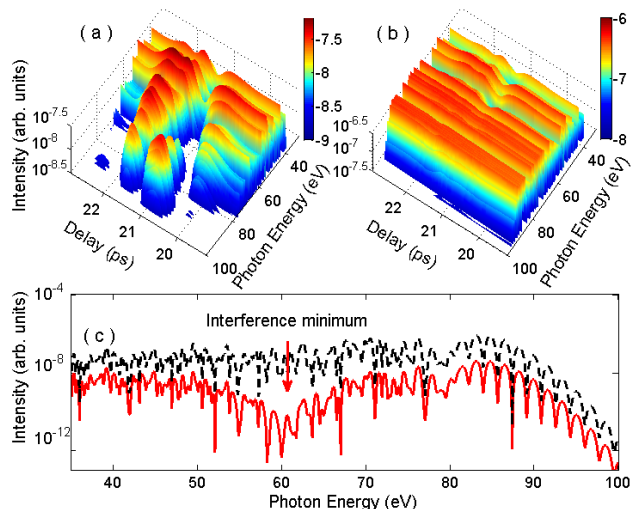 ( a )
Intensity (arb. units)
10^-7.5
10^-8
10^-8.5
22
21
20
Delay (ps)
40
60
80
100
Photon Energy (eV)
-7.5
-8
-8.5
-9
( b )
10^-6.5
10^-7
10^-7.5
22
21
20
Delay (ps)
40
60
80
100
Photon Energy (eV)
-6
-7
-8
( c )
Interference minimum
Intensity (arb. units)
10^-4
10^-8
10^-12
40 50 60 70 80 90 100
Photon Energy (eV)